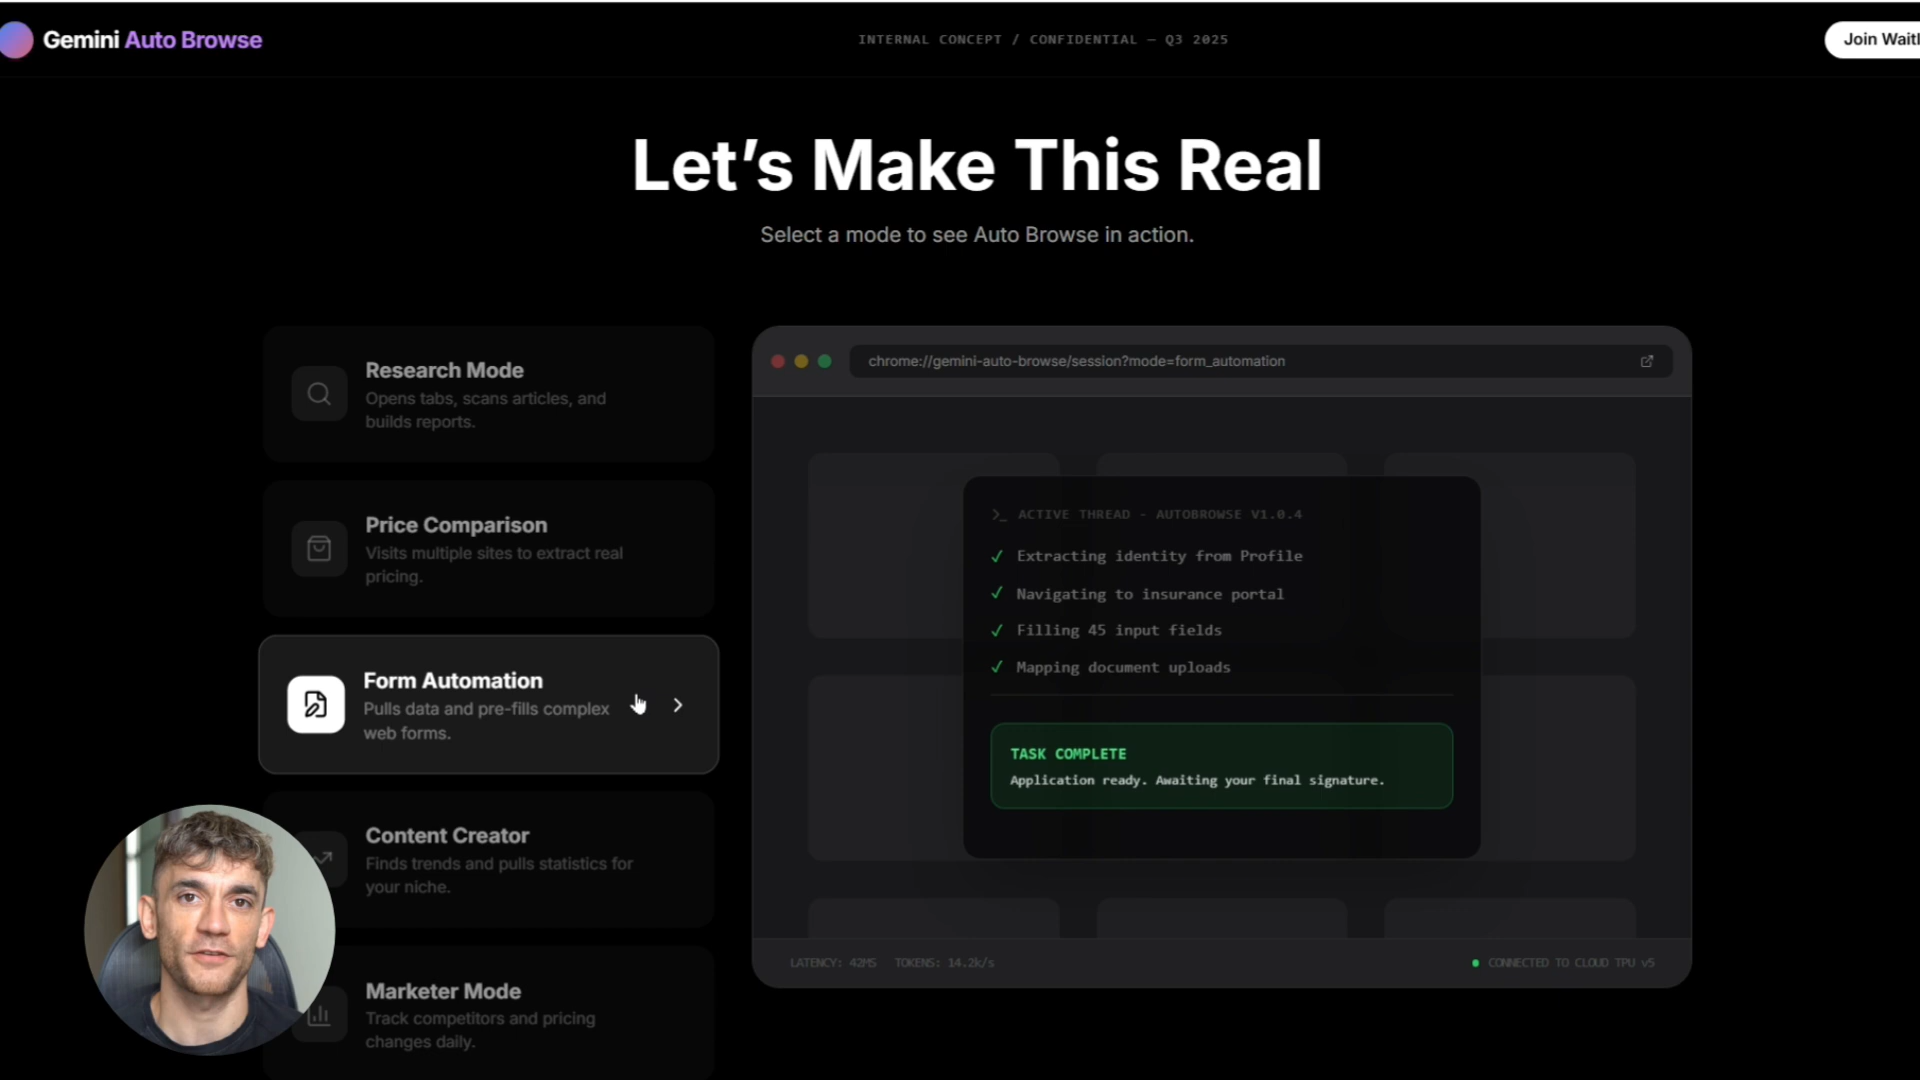 Gemini Auto Browse
INTERNAL CONCEPT / CONFIDENTIAL — Q3 2025
Join Waitl
Let’s Make This Real
Select a mode to see Auto Browse in action.
Research Mode
Opens tabs, scans articles, and
builds reports.
Price Comparison
Visits multiple sites to extract real
pricing.
Form Automation
Pulls data and pre-fills complex
web forms.
Content Creator
Finds trends and pulls statistics for
your niche.
Marketer Mode
Track competitors and pricing
changes daily.
chrome://gemini-auto-browse/session?mode=form_automation
>_ ACTIVE THREAD - AUTOBROWSE V1.0.4
✓ Extracting identity from Profile
✓ Navigating to insurance portal
✓ Filling 45 input fields
✓ Mapping document uploads
TASK COMPLETE
Application ready. Awaiting your final signature.
LATENCY: 42MS TOKENS: 14.2k/s
CONNECTED TO CLOUD TPU v5